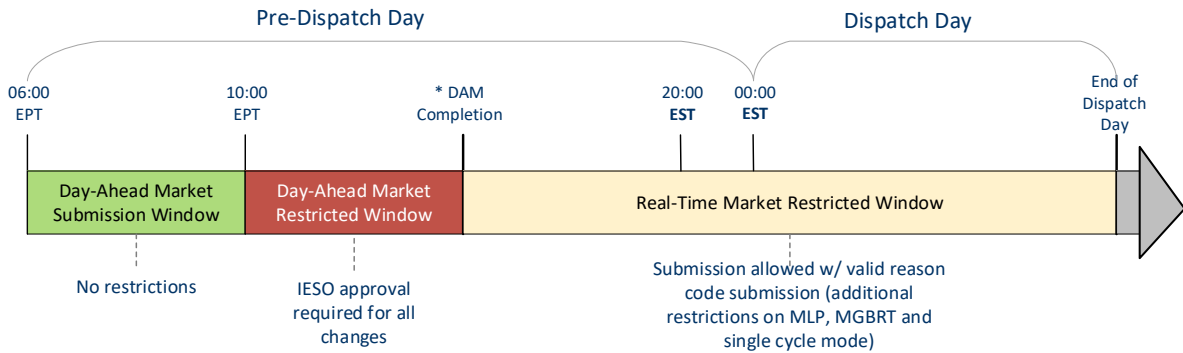 Pre-Dispatch Day
Dispatch Day
06:00
EPT
10:00
EPT
* DAM
Completion
20:00
EST
00:00
EST
End of
Dispatch
Day
Day-Ahead Market
Submission Window
Day-Ahead Market
Restricted Window
Real-Time Market Restricted Window
No restrictions
IESO approval
required for all
changes
Submission allowed w/ valid reason
code submission (additional
restrictions on MLP, MGBRT and
single cycle mode)